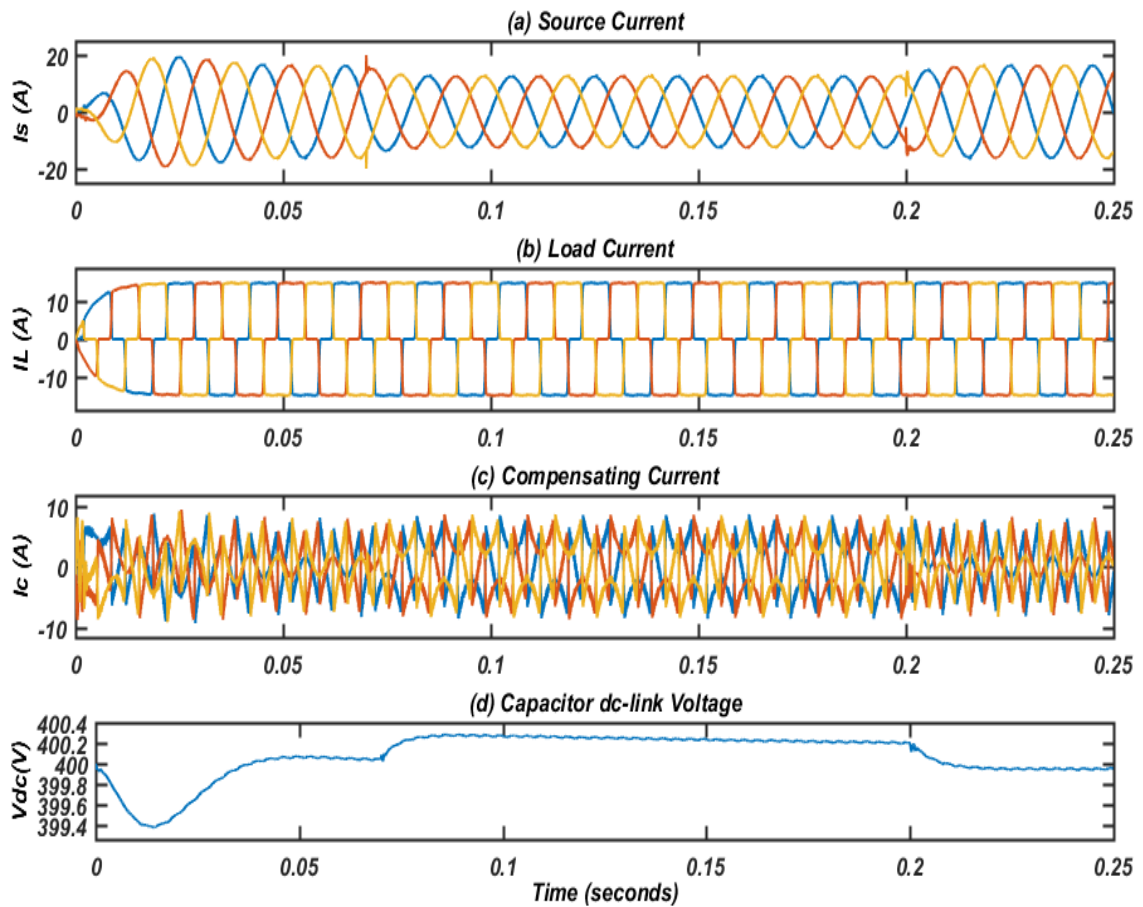 (a) Source Current
Is (A)
20
0
-20
0 0.05 0.1 0.15 0.2 0.25
(b) Load Current
IL (A)
10
0
-10
0 0.05 0.1 0.15 0.2 0.25
(c) Compensating Current
Ic (A)
10
0
-10
0 0.05 0.1 0.15 0.2 0.25
(d) Capacitor dc-link Voltage
Vdc(V)
400.4
400.2
400
399.8
399.6
399.4
0 0.05 0.1 0.15 0.2 0.25
Time (seconds)